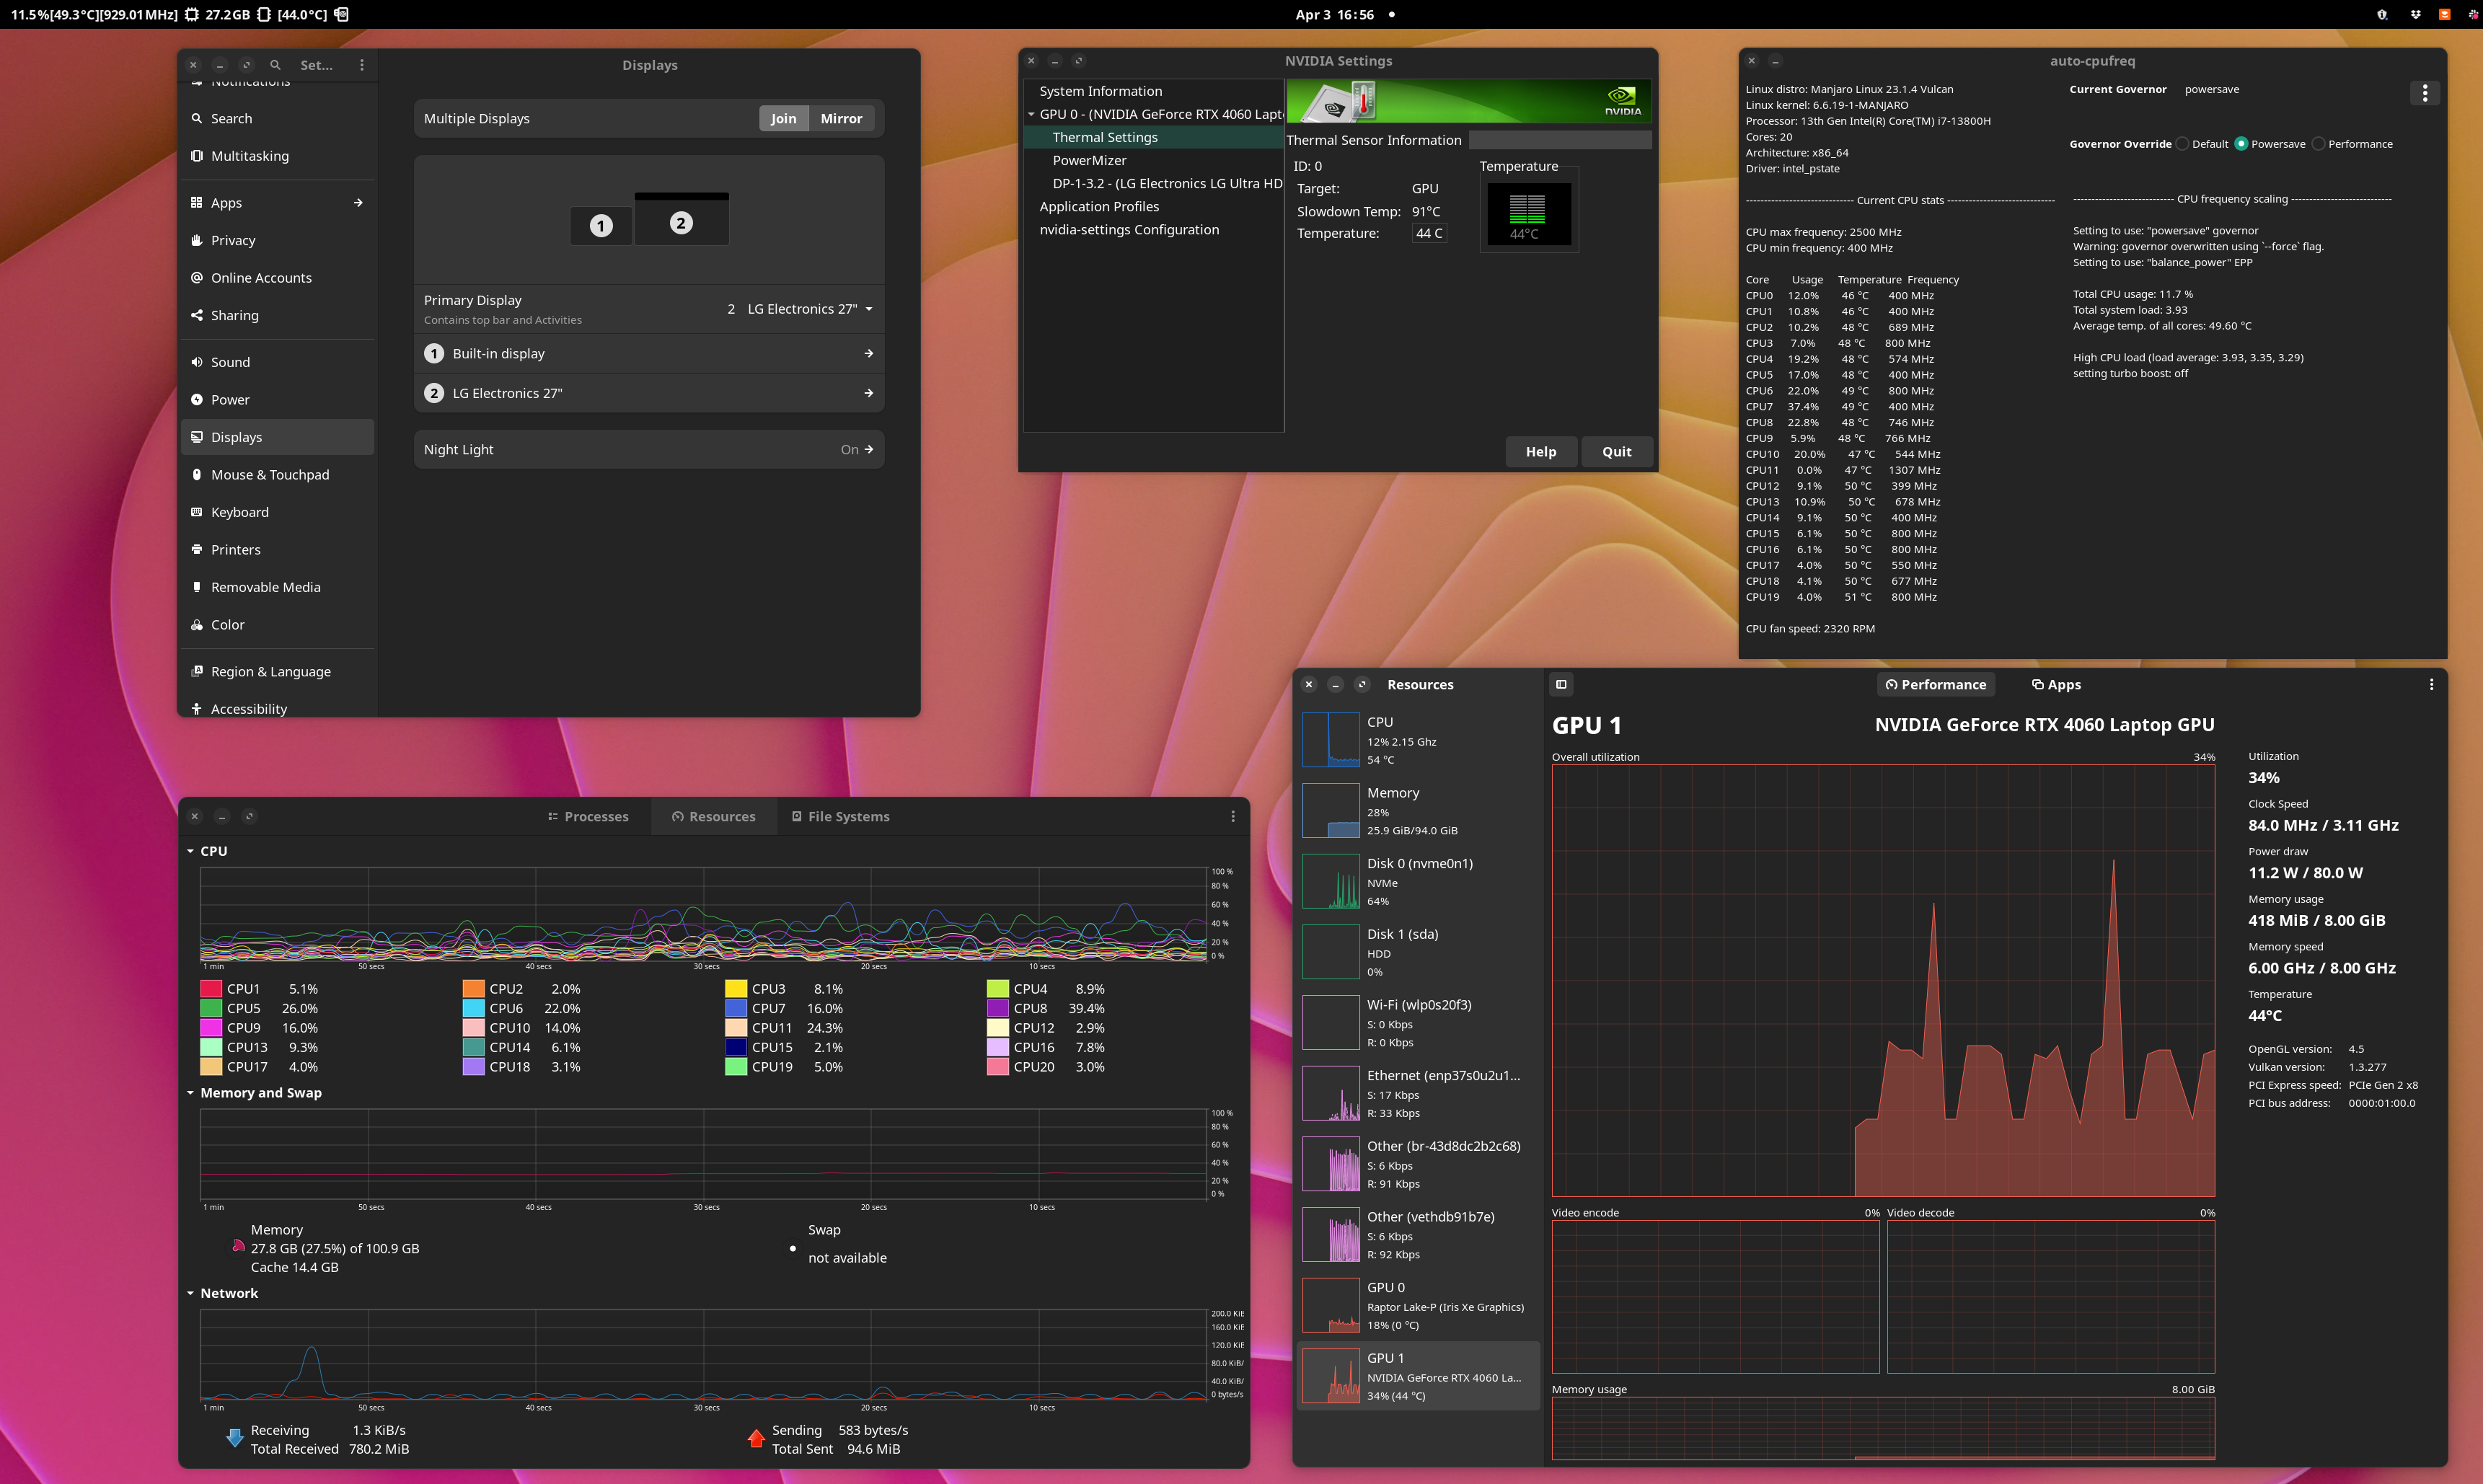 11.5%[49.3°C][929.01MHz] 27.2GB [44.0°C]
Apr 3 16:56
Set...
Displays
Notifications
Search
Multitasking
Apps
Privacy
Online Accounts
Sharing
Sound
Power
Displays
Mouse & Touchpad
Keyboard
Printers
Removable Media
Color
Region & Language
Accessibility
Multiple Displays Join Mirror
1 2
Primary Display
Contains top bar and Activities
2 LG Electronics 27"
1 Built-in display
2 LG Electronics 27"
Night Light On
NVIDIA Settings
System Information
GPU 0 - (NVIDIA GeForce RTX 4060 Lapt
Thermal Settings
PowerMizer
DP-1-3.2 - (LG Electronics LG Ultra HD
Application Profiles
nvidia-settings Configuration
NVIDIA
Thermal Sensor Information
ID: 0
Target: GPU
Slowdown Temp: 91°C
Temperature: 44 C
Temperature
44°C
Help Quit
auto-cpufreq
Linux distro: Manjaro Linux 23.1.4 Vulcan
Linux kernel: 6.6.19-1-MANJARO
Processor: 13th Gen Intel(R) Core(TM) i7-13800H
Cores: 20
Architecture: x86_64
Driver: intel_pstate
---------------------------- Current CPU stats ----------------------------
CPU max frequency: 2500 MHz
CPU min frequency: 400 MHz
Core Usage Temperature Frequency
CPU0 12.0% 46 °C 400 MHz
CPU1 10.8% 46 °C 400 MHz
CPU2 10.2% 48 °C 689 MHz
CPU3 7.0% 48 °C 800 MHz
CPU4 19.2% 48 °C 574 MHz
CPU5 17.0% 48 °C 400 MHz
CPU6 22.0% 49 °C 800 MHz
CPU7 37.4% 49 °C 400 MHz
CPU8 22.8% 48 °C 746 MHz
CPU9 5.9% 48 °C 766 MHz
CPU10 20.0% 47 °C 544 MHz
CPU11 0.0% 47 °C 1307 MHz
CPU12 9.1% 50 °C 399 MHz
CPU13 10.9% 50 °C 678 MHz
CPU14 9.1% 50 °C 400 MHz
CPU15 6.1% 50 °C 800 MHz
CPU16 6.1% 50 °C 800 MHz
CPU17 4.0% 50 °C 550 MHz
CPU18 4.1% 50 °C 677 MHz
CPU19 4.0% 51 °C 800 MHz
CPU fan speed: 2320 RPM
Current Governor powersave
Governor Override Default Powersave Performance
-------------------------- CPU frequency scaling --------------------------
Setting to use: "powersave" governor
Warning: governor overwritten using `--force` flag.
Setting to use: "balance_power" EPP
Total CPU usage: 11.7 %
Total system load: 3.93
Average temp. of all cores: 49.60 °C
High CPU load (load average: 3.93, 3.35, 3.29)
setting turbo boost: off
Processes Resources File Systems
CPU
100 %
80 %
60 %
40 %
20 %
0 %
1 min 50 secs 40 secs 30 secs 20 secs 10 secs
CPU1 5.1% CPU2 2.0% CPU3 8.1% CPU4 8.9%
CPU5 26.0% CPU6 22.0% CPU7 16.0% CPU8 39.4%
CPU9 16.0% CPU10 14.0% CPU11 24.3% CPU12 2.9%
CPU13 9.3% CPU14 6.1% CPU15 2.1% CPU16 7.8%
CPU17 4.0% CPU18 3.1% CPU19 5.0% CPU20 3.0%
Memory and Swap
100 %
80 %
60 %
40 %
20 %
0 %
1 min 50 secs 40 secs 30 secs 20 secs 10 secs
Memory
27.8 GB (27.5%) of 100.9 GB
Cache 14.4 GB
Swap
not available
Network
200.0 KiB
160.0 KiB
120.0 KiB
80.0 KiB/
40.0 KiB/
0 bytes/s
1 min 50 secs 40 secs 30 secs 20 secs 10 secs
Receiving 1.3 KiB/s
Total Received 780.2 MiB
Sending 583 bytes/s
Total Sent 94.6 MiB
Resources
Performance Apps
CPU
12% 2.15 Ghz
54 °C
Memory
28%
25.9 GiB/94.0 GiB
Disk 0 (nvme0n1)
NVMe
64%
Disk 1 (sda)
HDD
0%
Wi-Fi (wlp0s20f3)
S: 0 Kbps
R: 0 Kbps
Ethernet (enp37s0u2u1...
S: 17 Kbps
R: 33 Kbps
Other (br-43d8dc2b2c68)
S: 6 Kbps
R: 91 Kbps
Other (vethdb91b7e)
S: 6 Kbps
R: 92 Kbps
GPU 0
Raptor Lake-P (Iris Xe Graphics)
18% (0 °C)
GPU 1
NVIDIA GeForce RTX 4060 La...
34% (44 °C)
GPU 1 NVIDIA GeForce RTX 4060 Laptop GPU
Overall utilization 34%
Video encode 0% Video decode 0%
Memory usage 8.00 GiB
Utilization
34%
Clock Speed
84.0 MHz / 3.11 GHz
Power draw
11.2 W / 80.0 W
Memory usage
418 MiB / 8.00 GiB
Memory speed
6.00 GHz / 8.00 GHz
Temperature
44°C
OpenGL version: 4.5
Vulkan version: 1.3.277
PCI Express speed: PCIe Gen 2 x8
PCI bus address: 0000:01:00.0